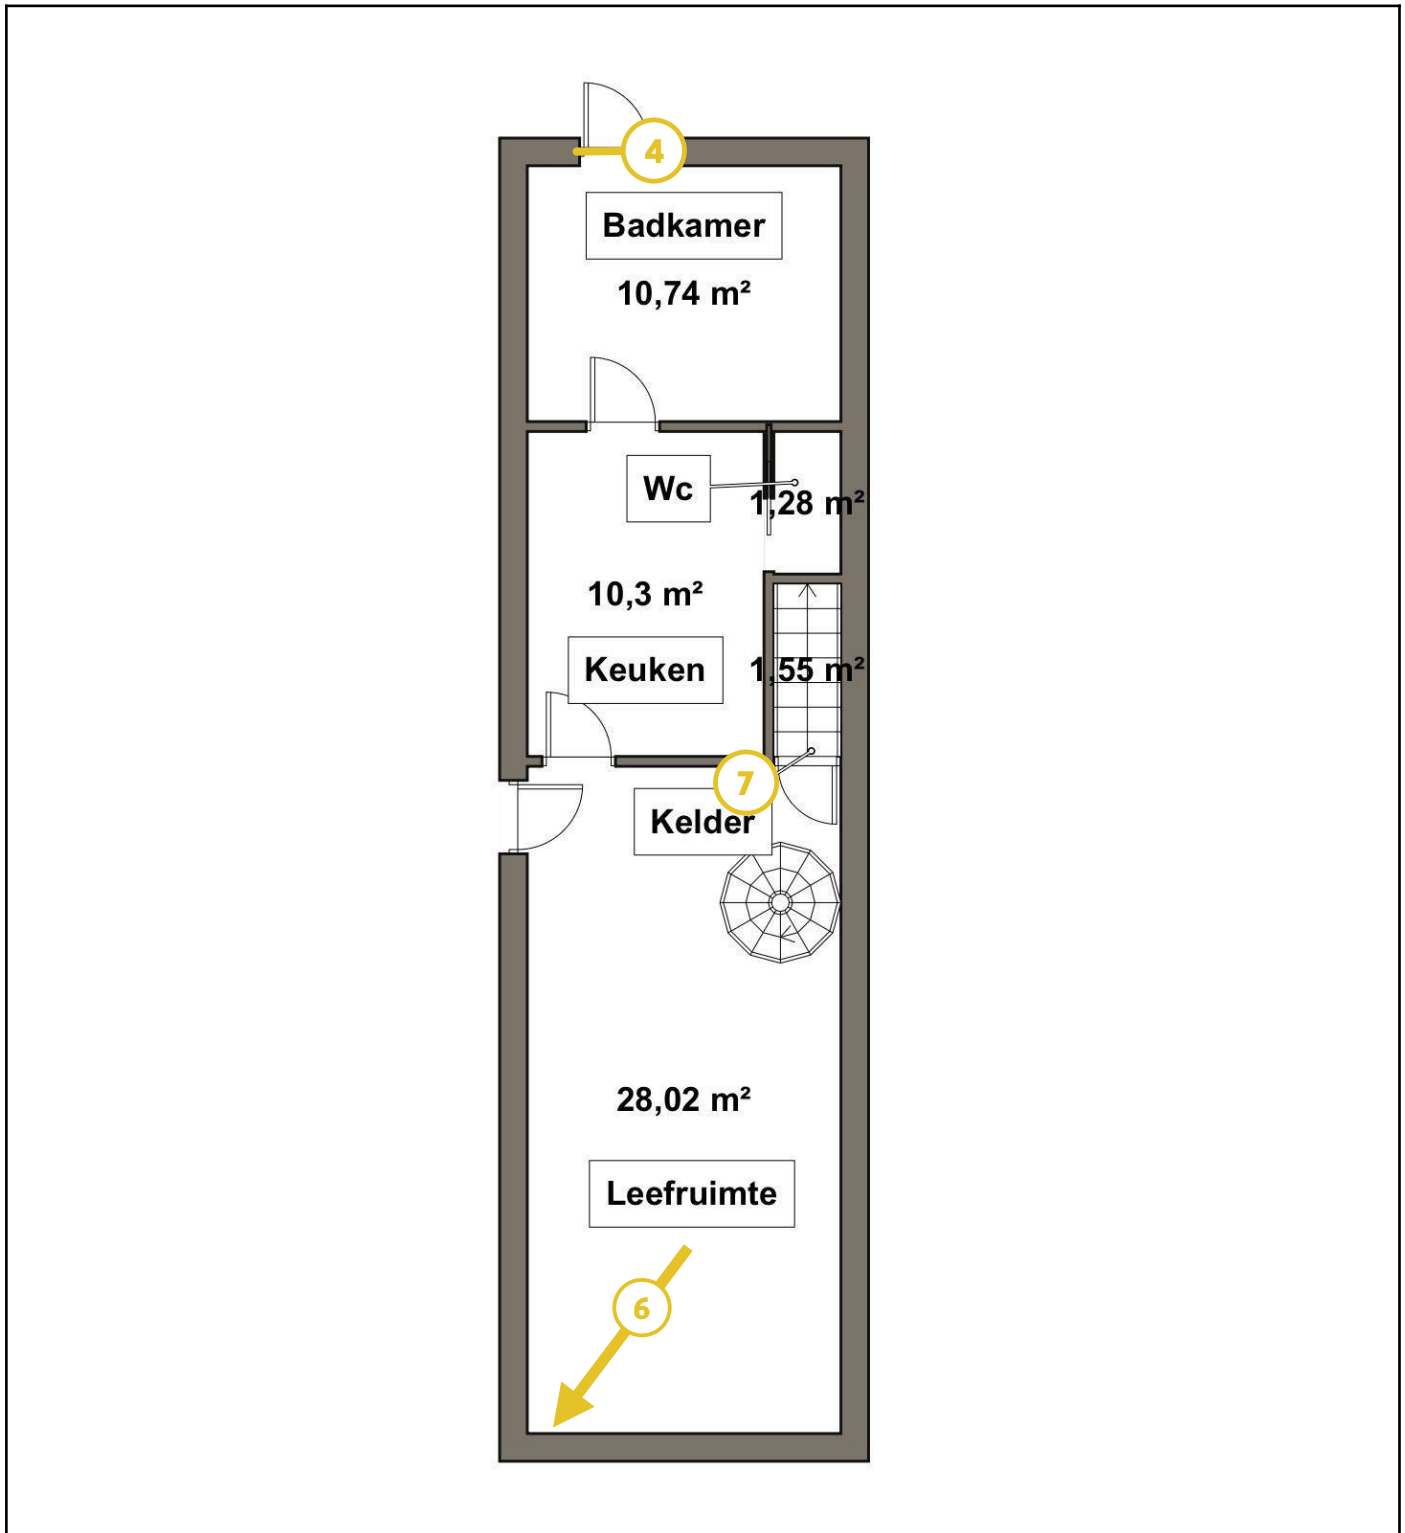 4
Badkamer
10,74 m²
Wc
1,28 m²
10,3 m²
Keuken
1,55 m²
7
Kelder
28,02 m²
Leefruimte
6